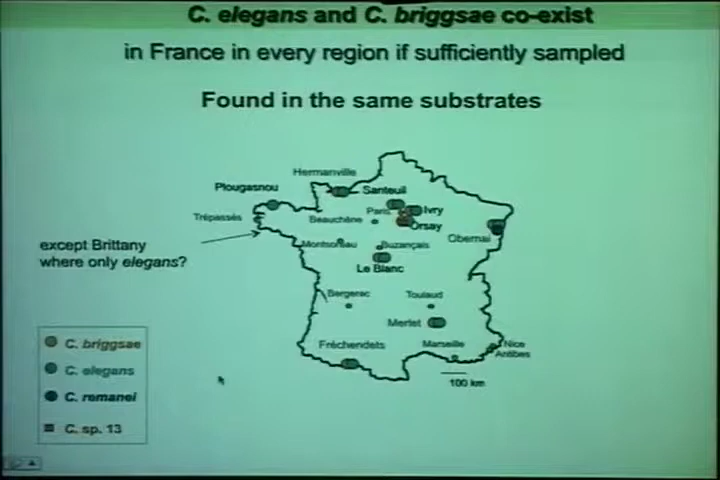 C. elegans and C. briggsae co-exist
in France in every region if sufficiently sampled
Found in the same substrates
Hermanville
Plougasnou
Santeuil
Trépassés
Beauchêne
Paris
Ivry
Orsay
Obernai
except Brittany
where only elegans?
Montsoreau
Buzançais
Le Blanc
Bergerac
Toulaud
Merlet
Fréchendets
Marseille
Nice
Antibes
100 km
C. briggsae
C. elegans
C. remanei
C. sp. 13